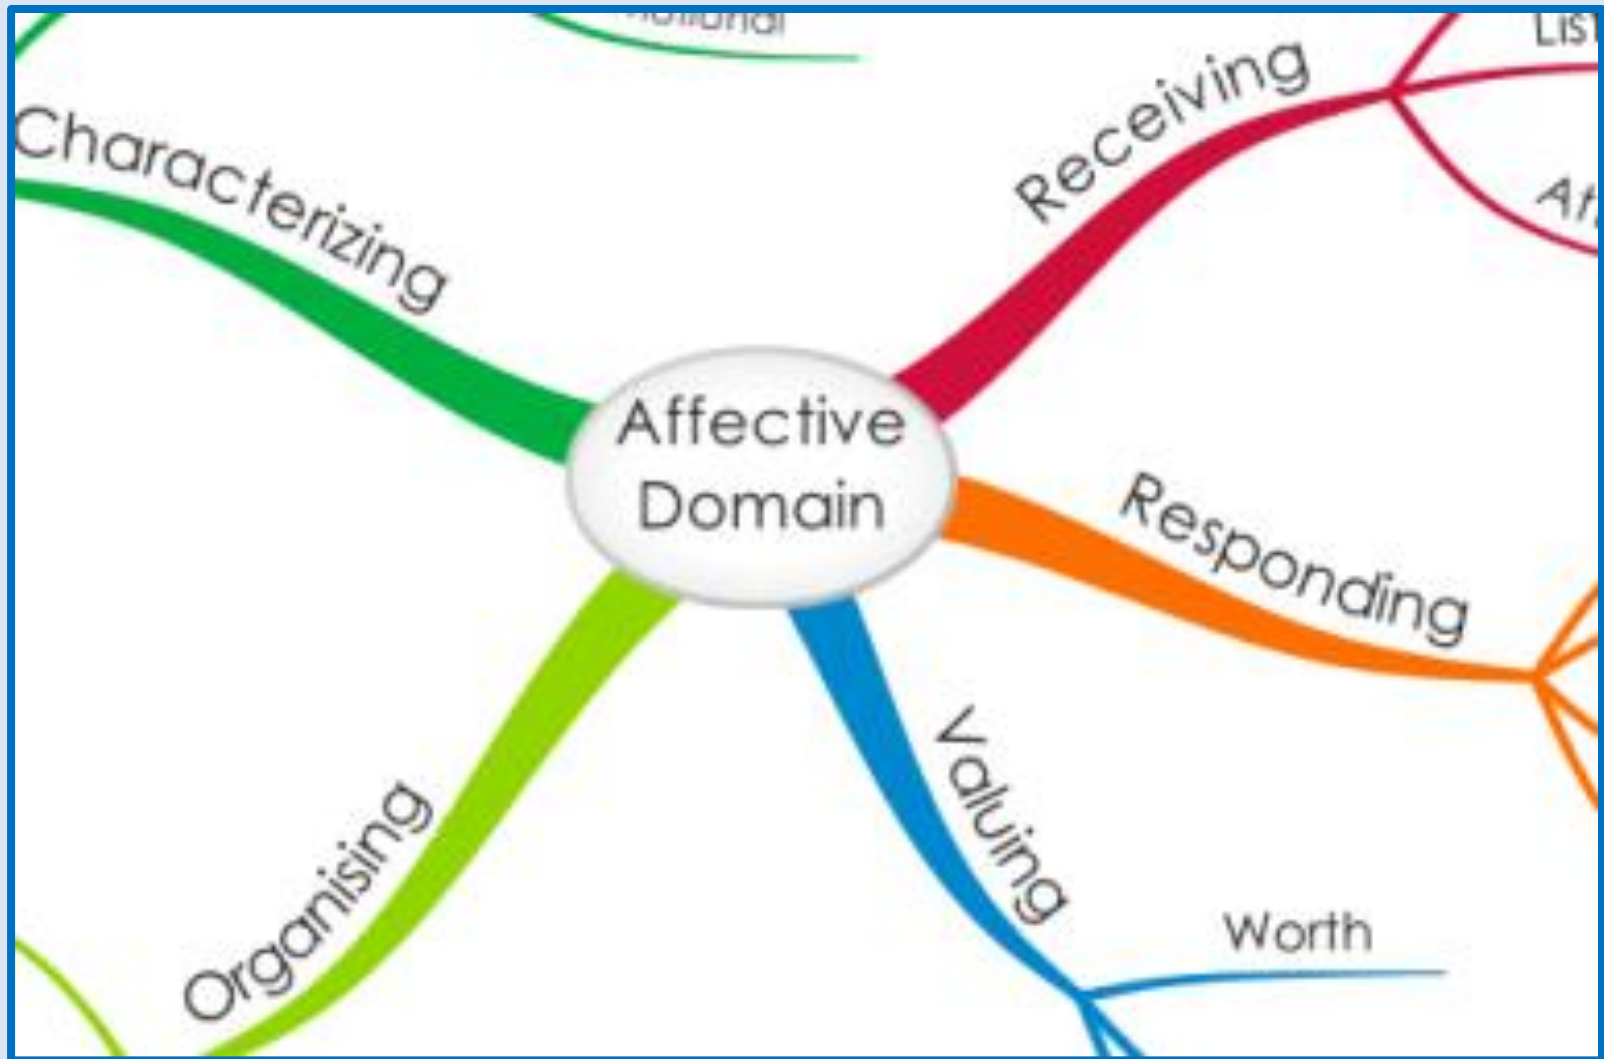 Affective
Domain
Receiving
Responding
Valuing
Worth
Organising
Characterizing